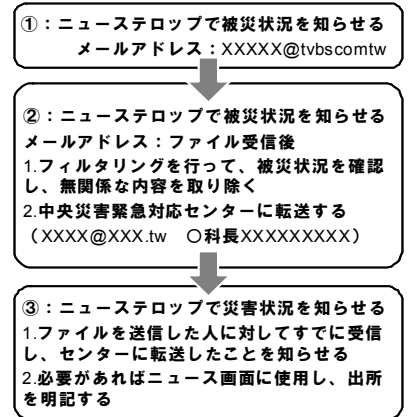 ①：ニューステロップで被災状況を知らせる
メールアドレス：XXXXX@tvbscomtw
②：ニューステロップで被災状況を知らせる
メールアドレス：ファイル受信後
1.フィルタリングを行って、被災状況を確認
し、無関係な内容を取り除く
2.中央災害緊急対応センターに転送する
（XXXX@XXX.tw　〇科長XXXXXXXXX）
③：ニューステロップで災害状況を知らせる
1.ファイルを送信した人に対してすでに受信
し、センターに転送したことを知らせる
2.必要があればニュース画面に使用し、出所
を明記する